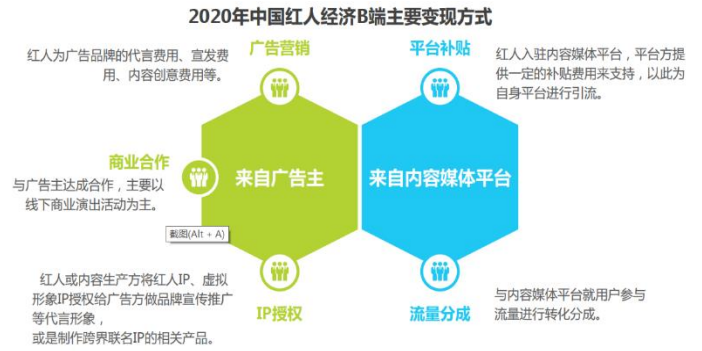 2020年中国红人经济B端主要变现方式
广告营销
红人为广告品牌的代言费用、宣发费
用、内容创意费用等。
平台补贴
红人入驻内容媒体平台，平台方提
供一定的补贴费用来支持，以此为
自身平台进行引流。
商业合作
与广告主达成合作，主要以
线下商业演出活动为主。
来自广告主
来自内容媒体平台
截图(Alt + A)
红人或内容生产方将红人IP、虚拟
形象IP授权给广告方做品牌宣传推广
等代言形象，
或是制作跨界联名IP的相关产品。
IP授权
流量分成
与内容媒体平台就用户参与
流量进行转化分成。